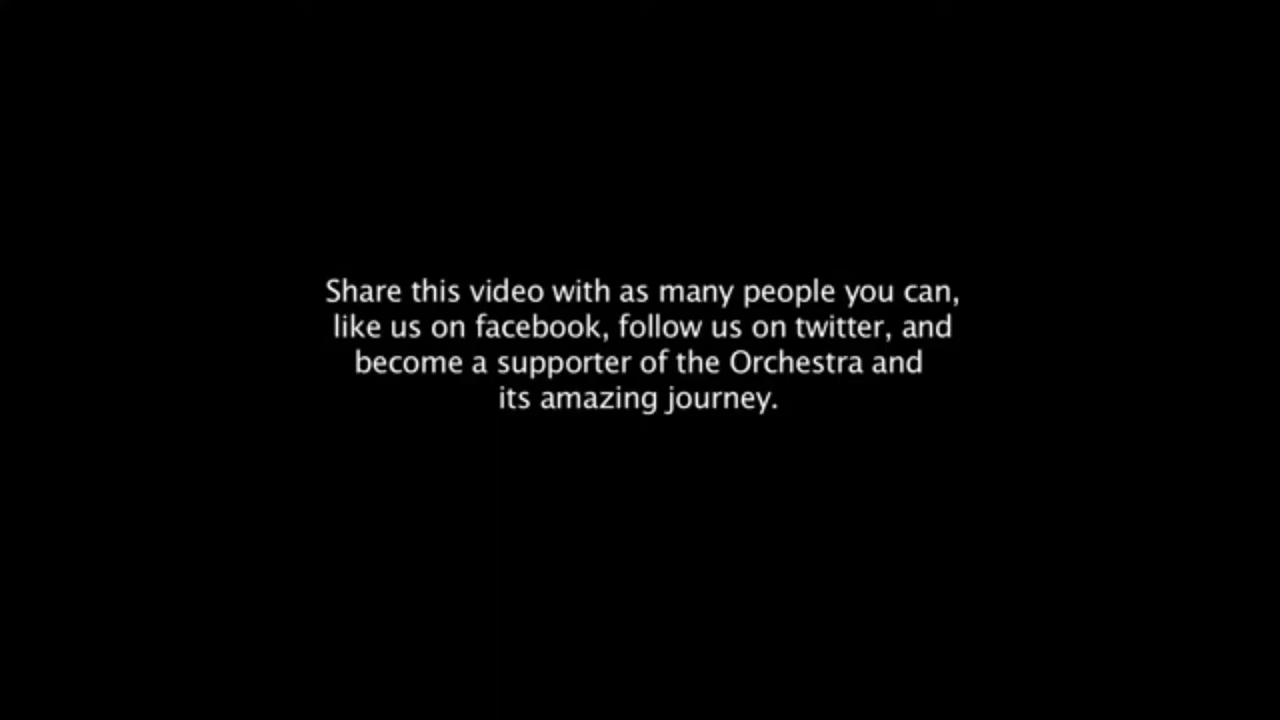 Share this video with as many people you can,
like us on facebook, follow us on twitter, and
become a supporter of the Orchestra and
its amazing journey.